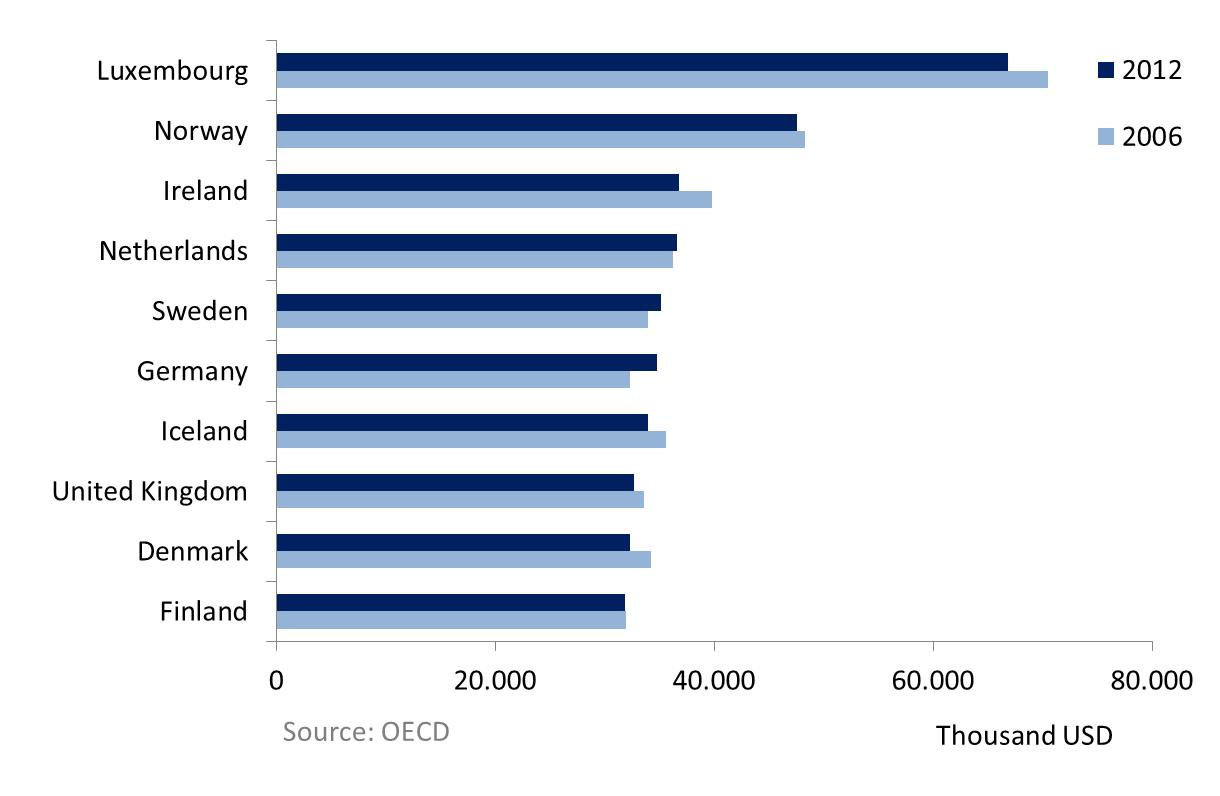 Luxembourg
2012
Norway
2006
Ireland
Netherlands
Sweden
Germany
Iceland
United Kingdom
Denmark
Finland
0 20.000 40.000 60.000 80.000
Source: OECD
Thousand USD